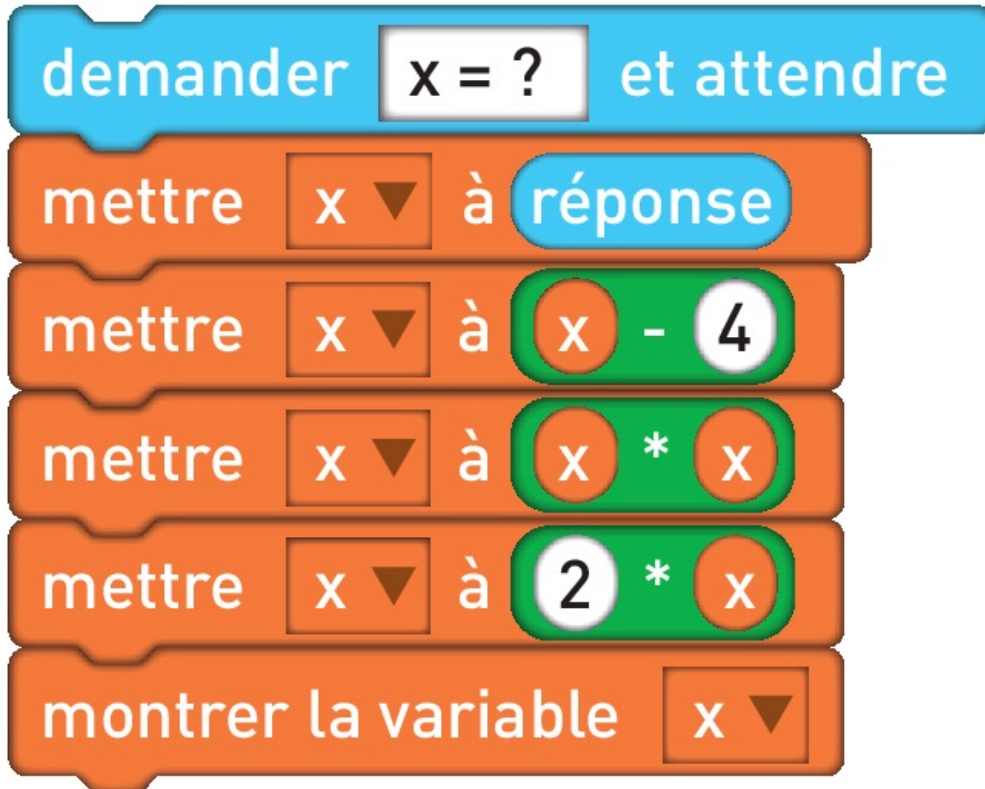 demander x = ? et attendre
mettre x à réponse
mettre x à x - 4
mettre x à x * x
mettre x à 2 * x
montrer la variable x